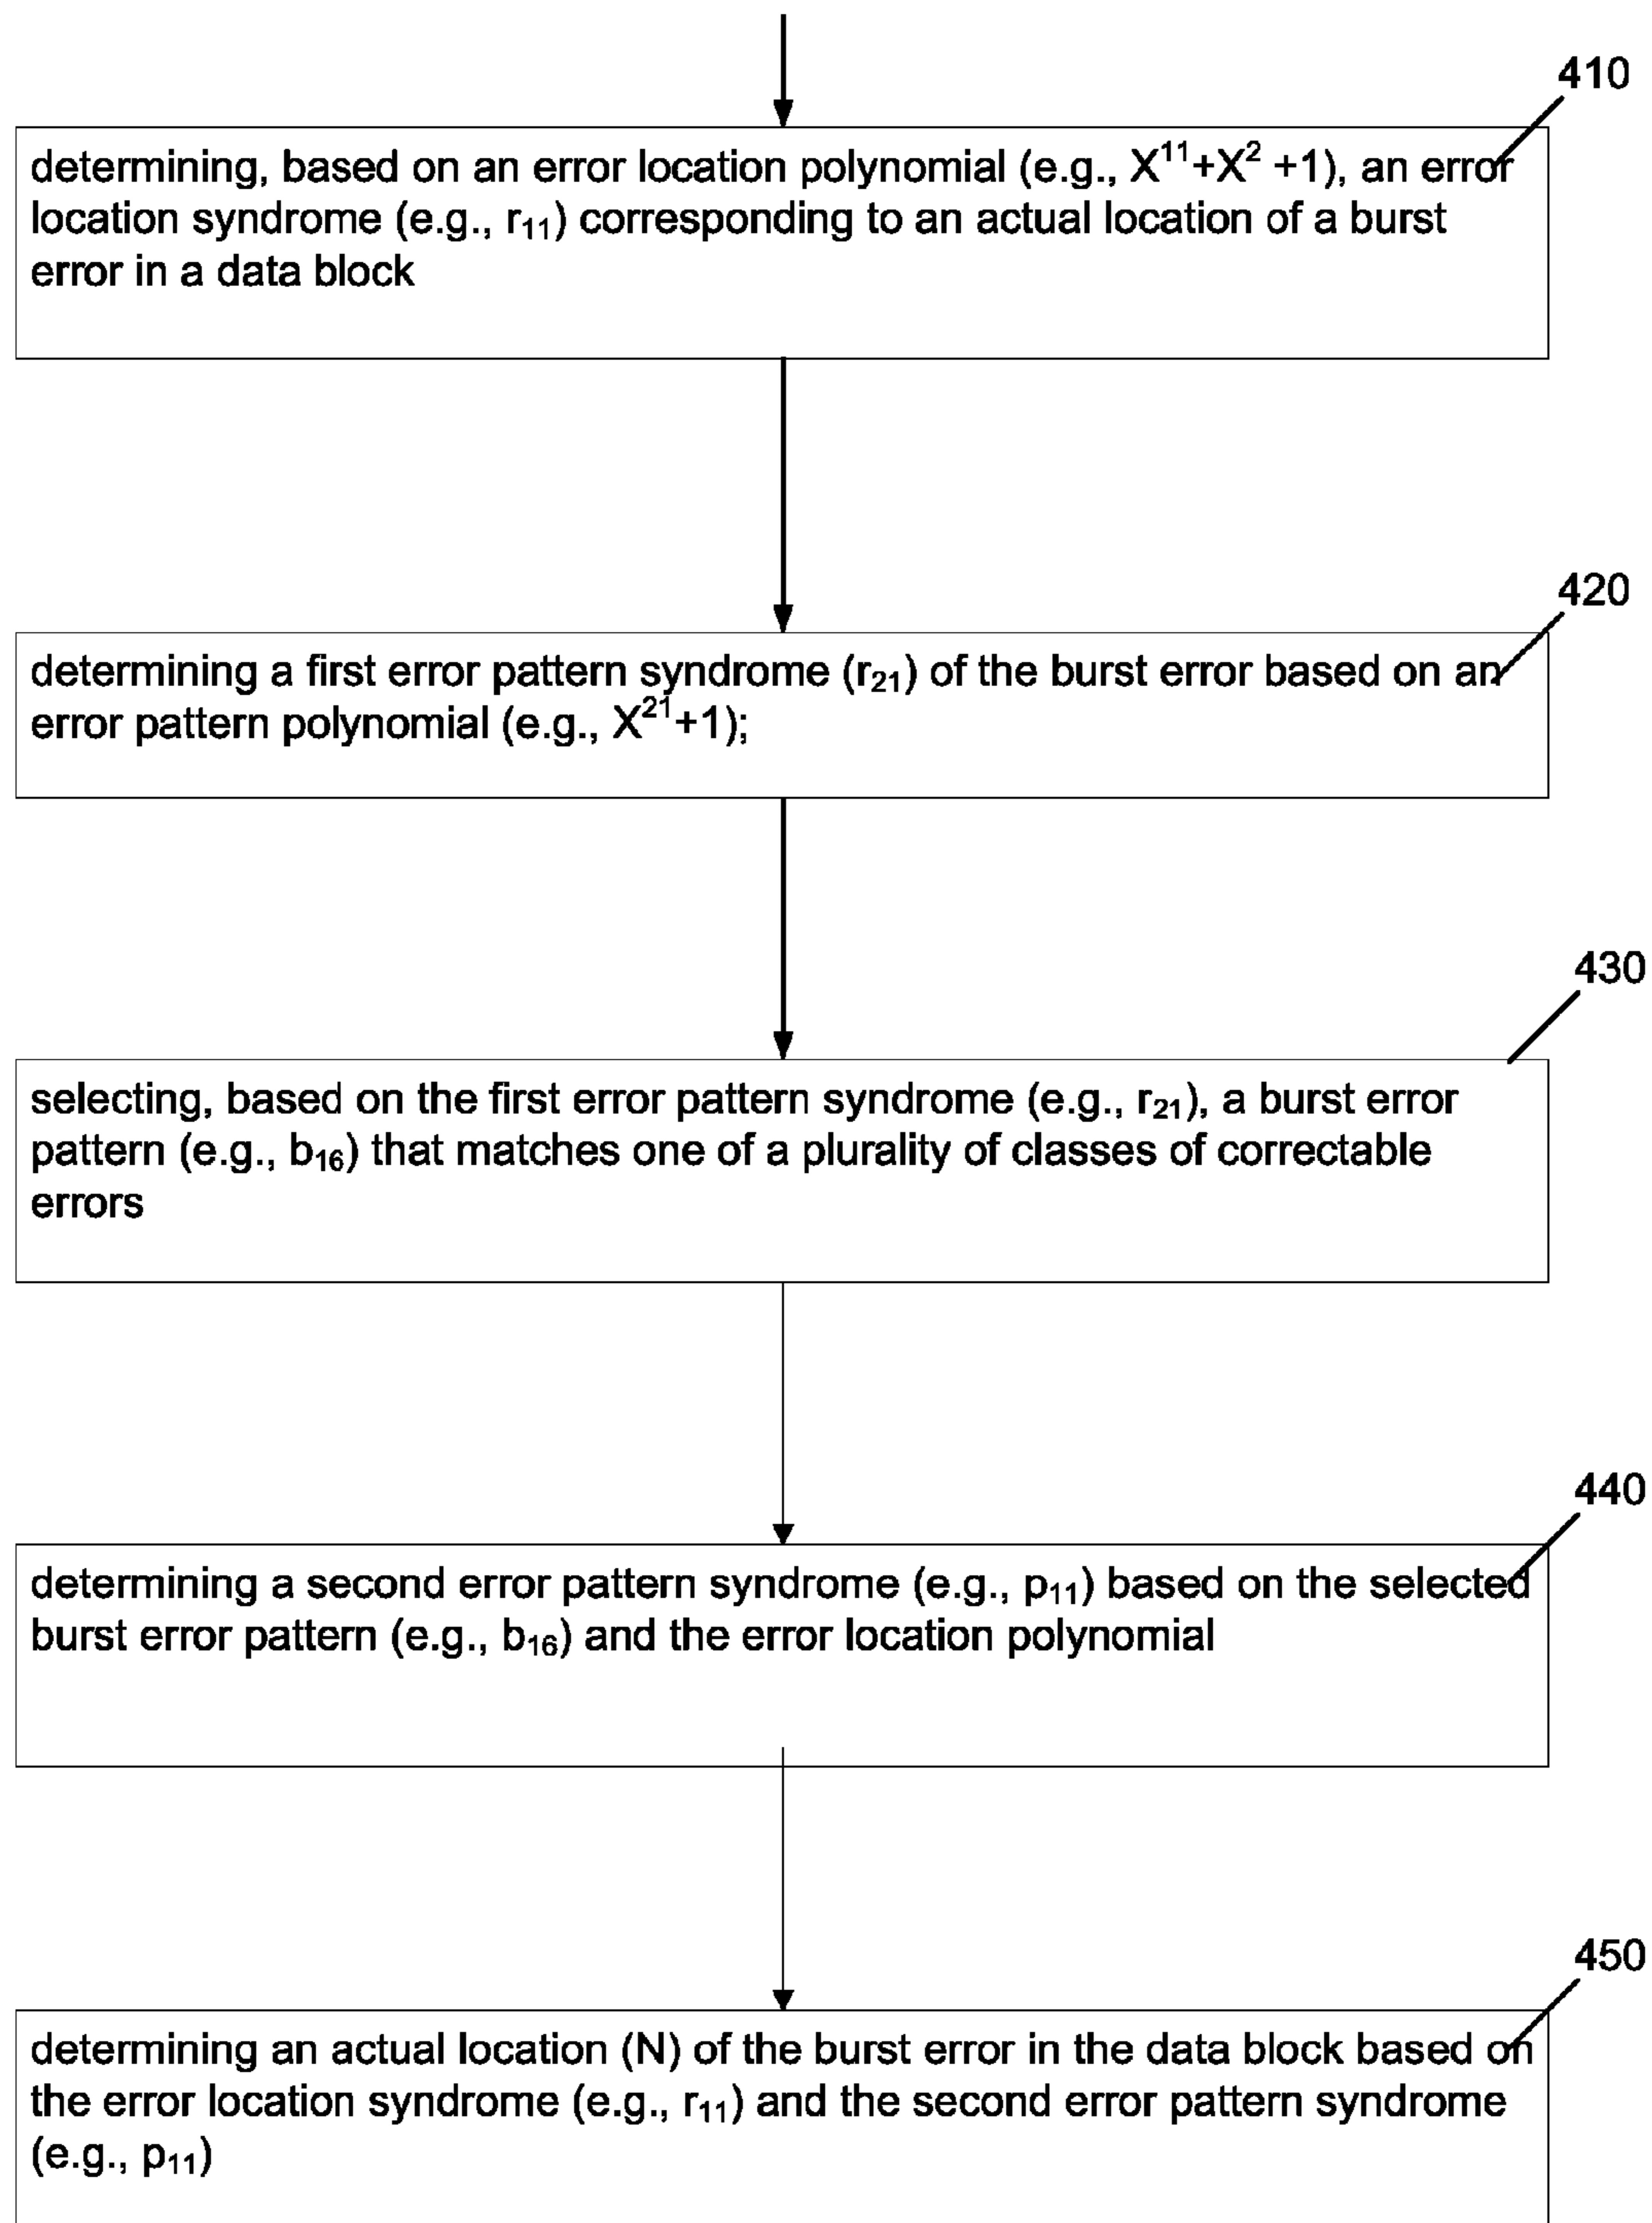 410
determining, based on an error location polynomial (e.g., X¹¹+X² +1), an error
location syndrome (e.g., r₁₁) corresponding to an actual location of a burst
error in a data block
420
determining a first error pattern syndrome (r₂₁) of the burst error based on an
error pattern polynomial (e.g., X²¹+1);
430
selecting, based on the first error pattern syndrome (e.g., r₂₁), a burst error
pattern (e.g., b₁₆) that matches one of a plurality of classes of correctable
errors
440
determining a second error pattern syndrome (e.g., p₁₁) based on the selected
burst error pattern (e.g., b₁₆) and the error location polynomial
450
determining an actual location (N) of the burst error in the data block based on
the error location syndrome (e.g., r₁₁) and the second error pattern syndrome
(e.g., p₁₁)